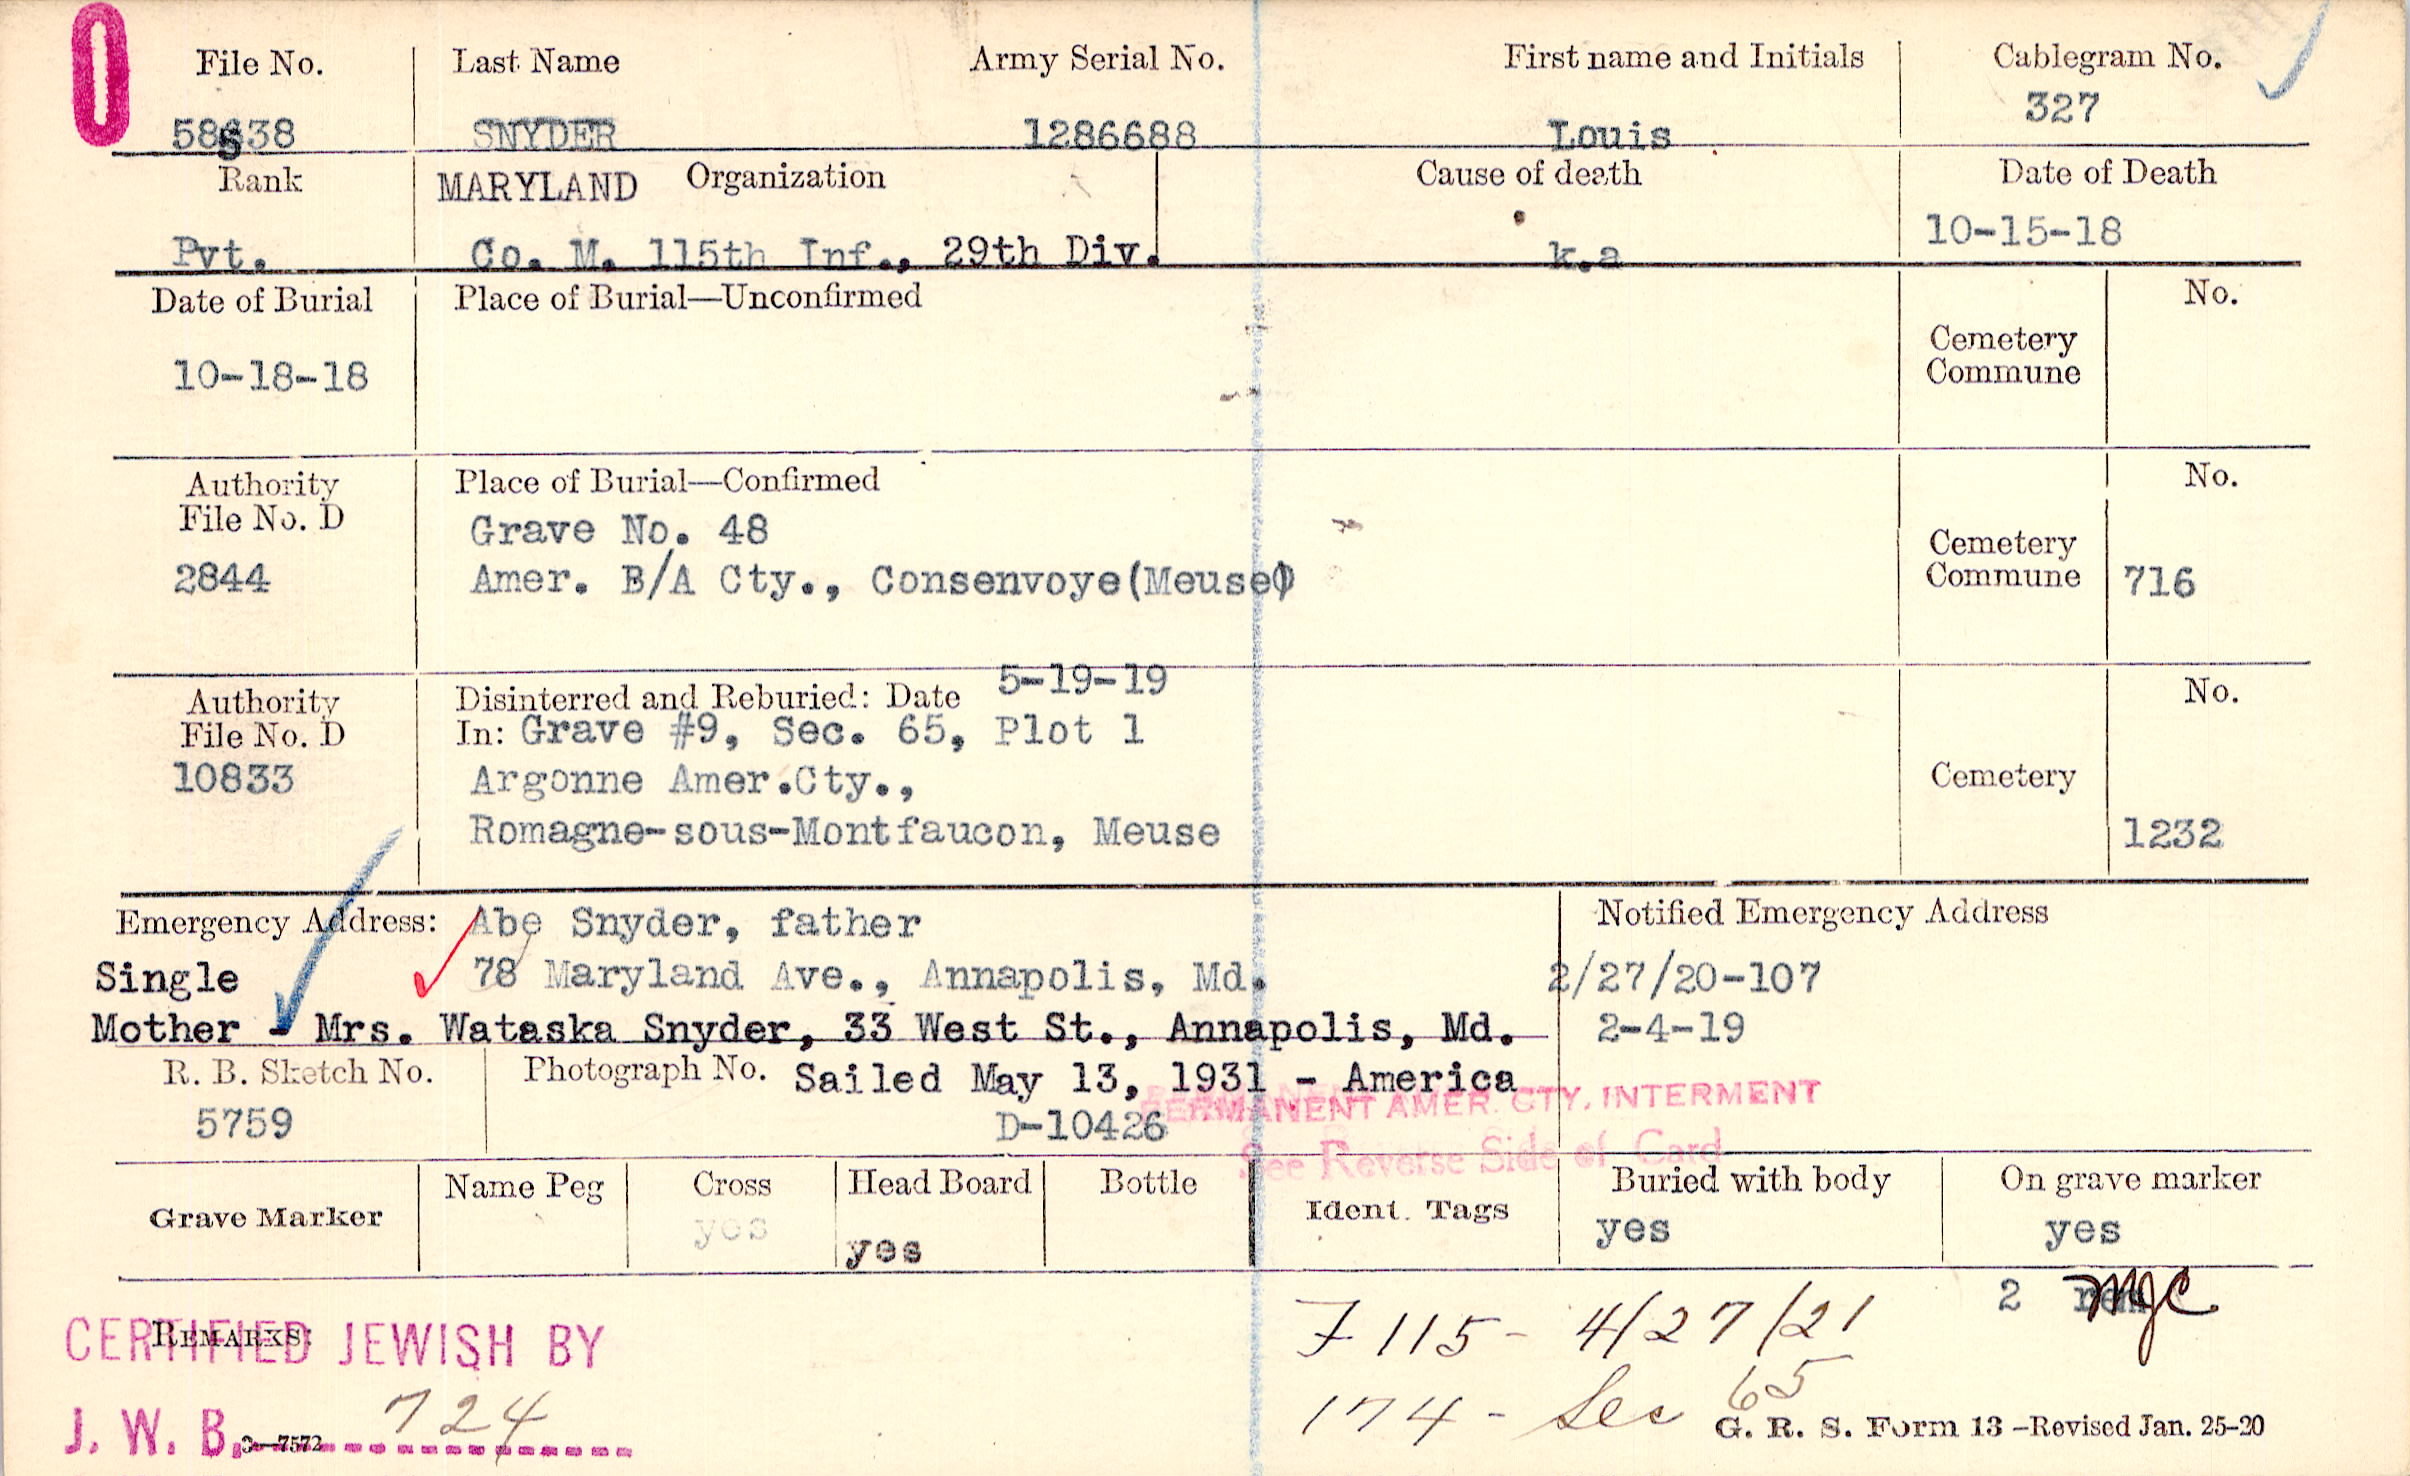 File No. Last Name Army Serial No. First name and Initials Cablegram No.
327
58538 SNYDER 1286688 Louis
Rank MARYLAND Organization Cause of death Date of Death
10-15-18
Pvt. Co. M. 115th Inf., 29th Div. k.a
Date of Burial Place of Burial—Unconfirmed No.
Cemetery
Commune
10-18-18
Authority Place of Burial—Confirmed No.
File No. D Grave No. 48 Cemetery
2844 Amer. B/A Cty., Consenvoye(Meuse) Commune 716
Authority Disinterred and Reburied: Date 5-19-19 No.
File No. D In: Grave #9, Sec. 65, Plot 1
10833 Argonne Amer.Cty., Cemetery
Romagne-sous-Montfaucon, Meuse 1232
Emergency Address: Abe Snyder, father Notified Emergency Address
Single 78 Maryland Ave., Annapolis, Md. 2/27/20-107
Mother - Mrs. Wataska Snyder, 33 West St., Annapolis, Md. 2-4-19
R. B. Sketch No. Photograph No. Sailed May 13, 1931 - America
PERMANENT AMER. CTY. INTERMENT
5759 D-10426
See Reverse Side of Card
Grave Marker Name Peg Cross Head Board Bottle Ident. Tags Buried with body On grave marker
yes yes yes yes
2 MJC
CERTIFIED JEWISH BY
REMARKS:
F 115- 4/27/21
J. W. B. 724
3—7572
174 - Sec 65
G. R. S. Form 13 -Revised Jan. 25-20